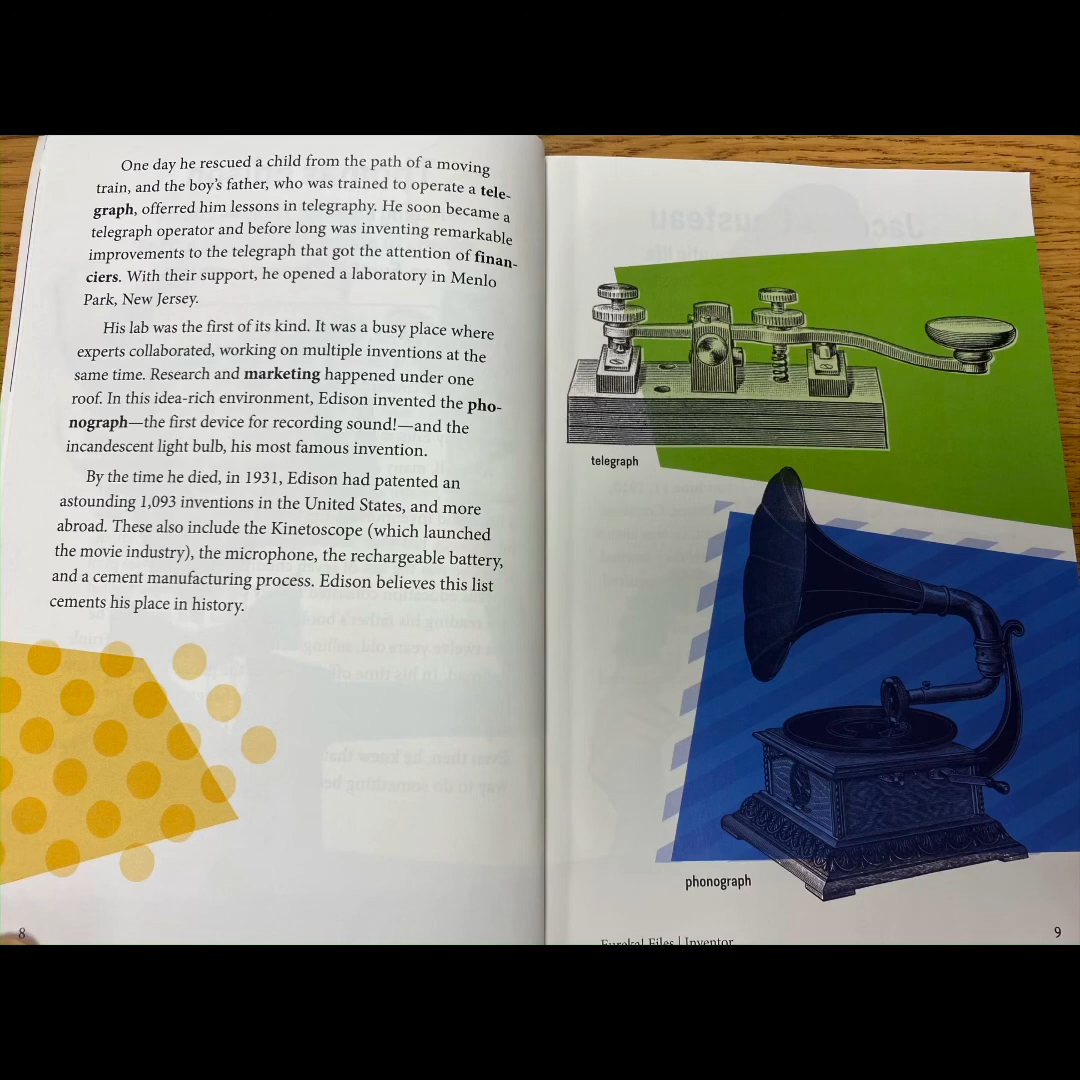 One day he rescued a child from the path of a moving
train, and the boy's father, who was trained to operate a tele-
graph, offerred him lessons in telegraphy. He soon became a
telegraph operator and before long was inventing remarkable
improvements to the telegraph that got the attention of finan-
ciers. With their support, he opened a laboratory in Menlo
Park, New Jersey.
His lab was the first of its kind. It was a busy place where
experts collaborated, working on multiple inventions at the
same time. Research and marketing happened under one
roof. In this idea-rich environment, Edison invented the pho-
nograph—the first device for recording sound!—and the
incandescent light bulb, his most famous invention.
By the time he died, in 1931, Edison had patented an
astounding 1,093 inventions in the United States, and more
abroad. These also include the Kinetoscope (which launched
the movie industry), the microphone, the rechargeable battery,
and a cement manufacturing process. Edison believes this list
cements his place in history.
8
telegraph
phonograph
Eureka! Files | Inventor
9